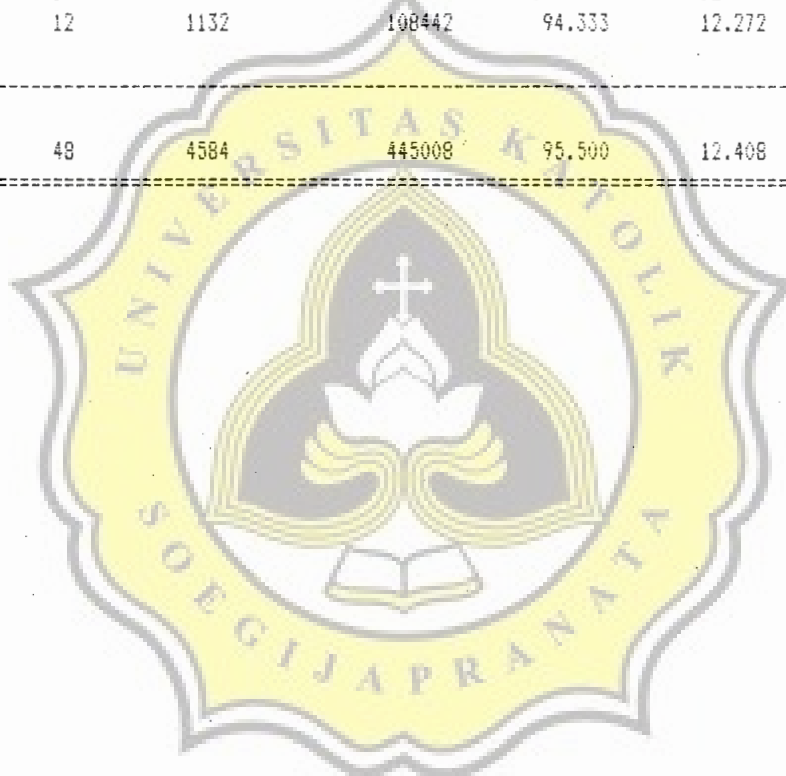 12 1132 108442 94.333 12.272
48 4584 445008 95.500 12.408
UNIVERSITAS KATOLIK
SOEGIJAPRANATA